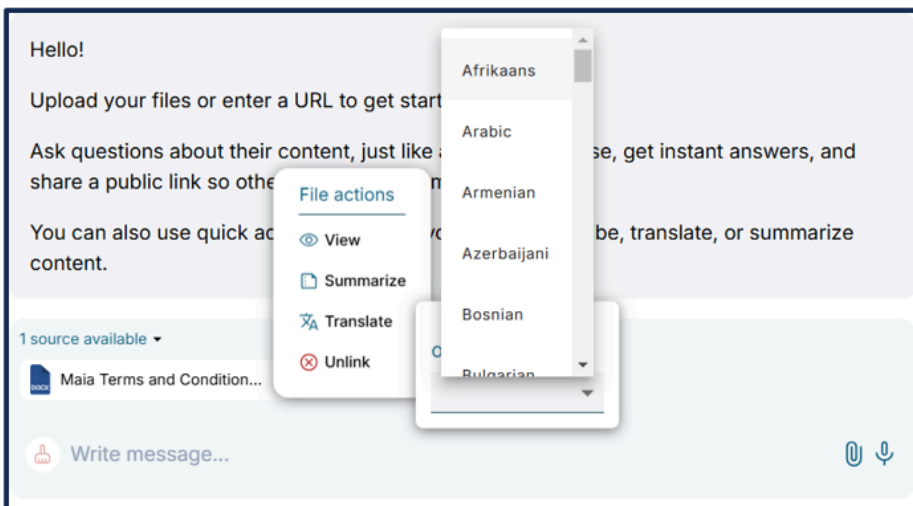 Hello!
Upload your files or enter a URL to get start
Ask questions about their content, just like se, get instant answers, and
share a public link so othe
You can also use quick be, translate, or summarize
content.
File actions
View
Summarize
Translate
Unlink
Afrikaans
Arabic
Armenian
Azerbaijani
Bosnian
Bulgarian
1 source available
DOCX
Maia Terms and Condition...
Write message...